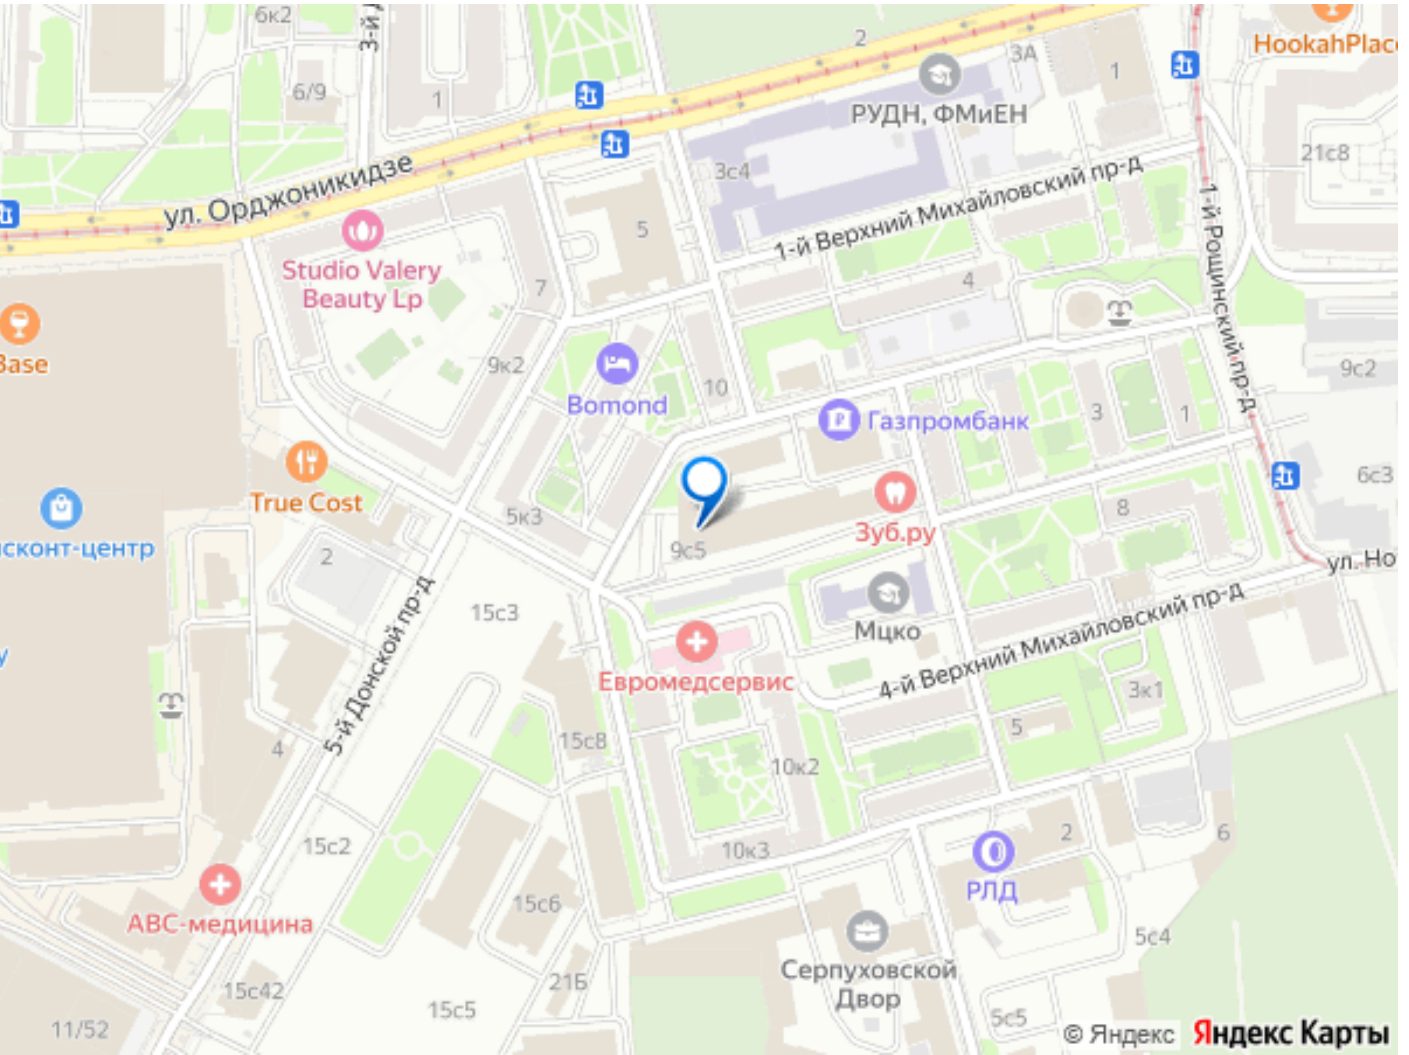 6к2
3-й
2
HookahPlac
3А
1
6/9
1
РУДН, ФМиЕН
21с8
3с4
ул. Орджоникидзе
1-й Верхний Михайловский пр-д
1-й Рощинский пр-д
5
Studio Valery
Beauty Lp
7
4
Base
9к2
9с2
10
Bomond
3
1
Газпромбанк
6с3
True Cost
8
5к3
Зуб.ру
исконт-центр
9с5
2
ул. Но
5-й Донской пр-д
15с3
Мцко
4-й Верхний Михайловский пр-д
у
Евромедсервис
3к1
5
4
15с8
10к2
15с2
10к3
2
6
РЛД
АВС-медицина
15с6
5с4
Серпуховской
Двор
21Б
15с42
15с5
5с5
11/52
© Яндекс Яндекс Карты